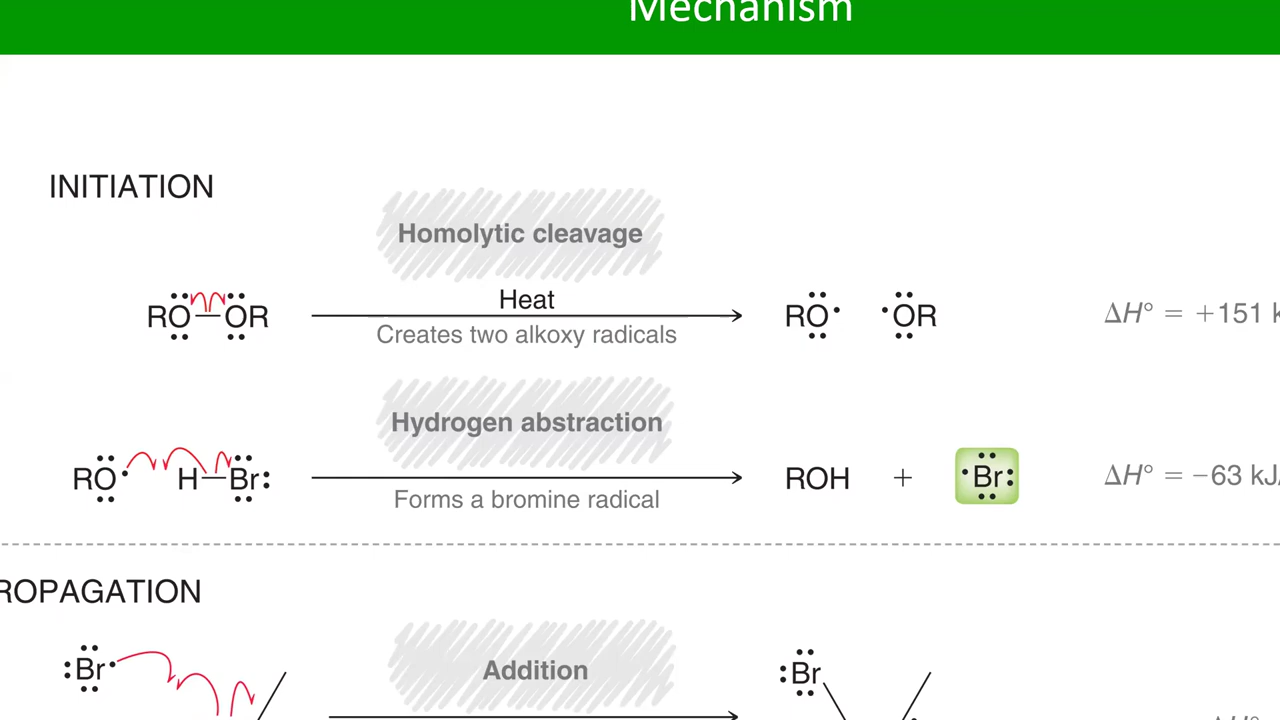 Mechanism
INITIATION
Homolytic cleavage
RO—OR
Heat
Creates two alkoxy radicals
RO• •OR
ΔH° = +151 k
Hydrogen abstraction
RO• H—Br:
Forms a bromine radical
ROH + •Br:
ΔH° = −63 kJ/
ROPAGATION
:Br•
Addition
:Br
ΔH°